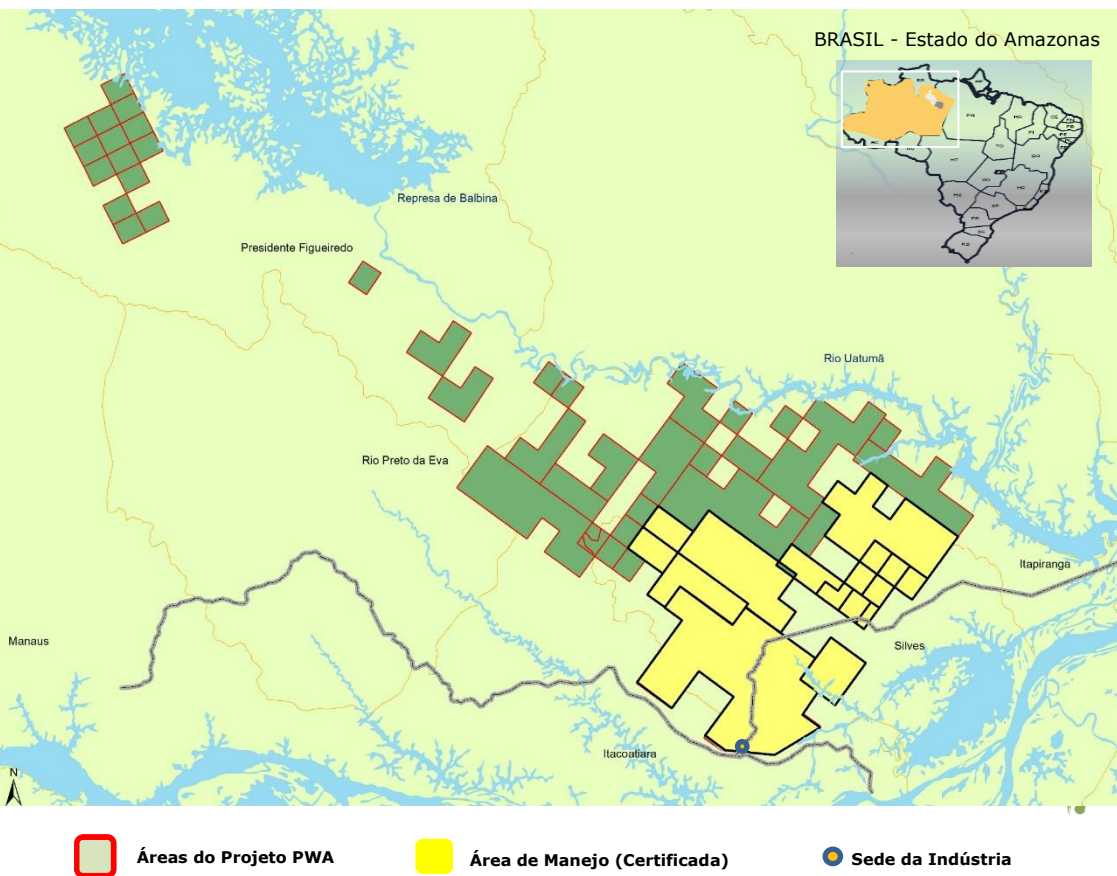 BRASIL - Estado do Amazonas
Represa de Balbina
Presidente Figueiredo
Rio Uatumã
Rio Preto da Eva
Itapiranga
Manaus
Silves
Itacoatiara
N
Áreas do Projeto PWA
Área de Manejo (Certificada)
Sede da Indústria